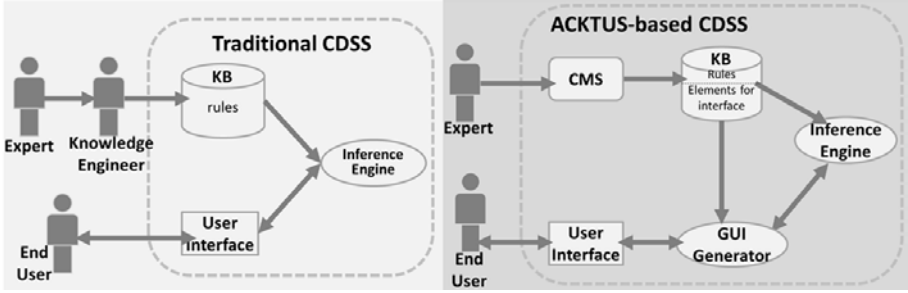 Traditional CDSS
KB
rules
Expert
Knowledge
Engineer
Inference
Engine
User
Interface
End
User
ACKTUS-based CDSS
CMS
KB
Rules
Elements for
interface
Expert
Inference
Engine
User
Interface
GUI
Generator
End
User